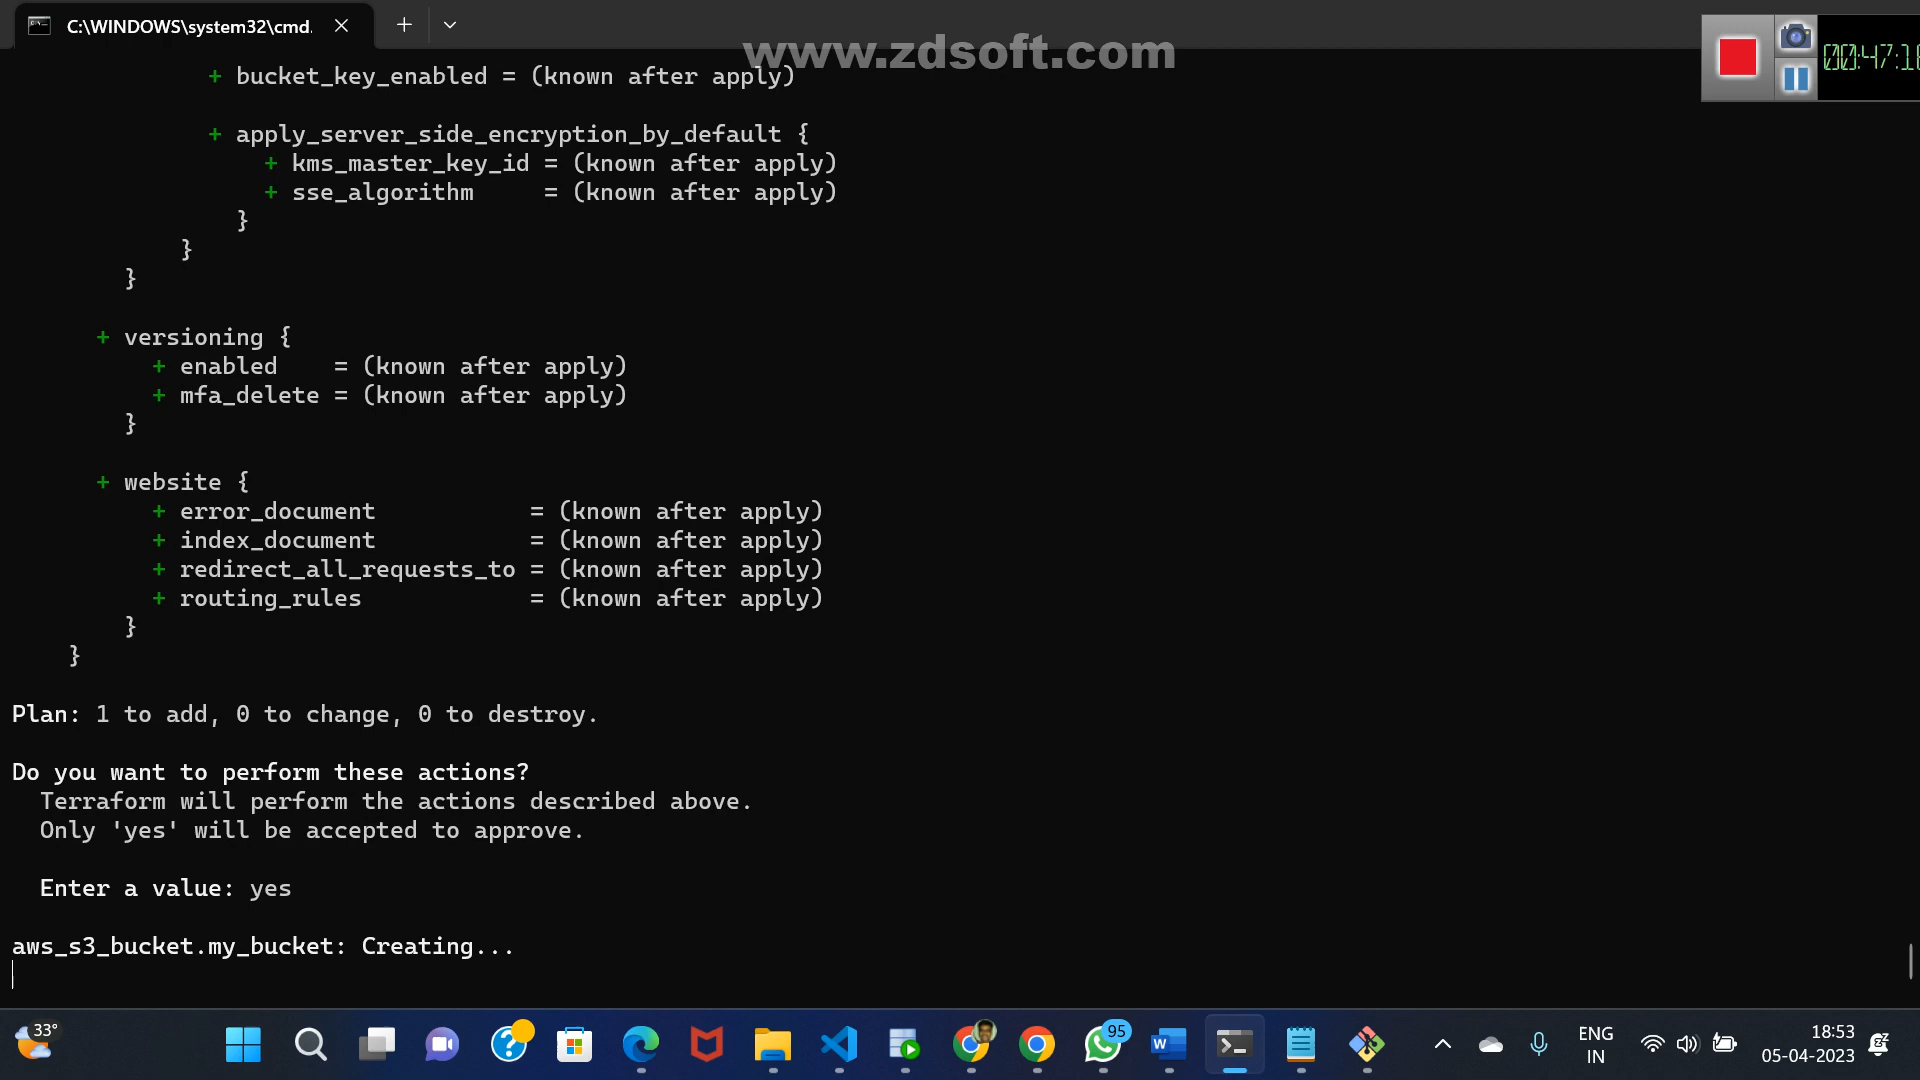 C:\WINDOWS\system32\cmd.
www.zdsoft.com
+ bucket_key_enabled = (known after apply)
+ apply_server_side_encryption_by_default {
+ kms_master_key_id = (known after apply)
+ sse_algorithm     = (known after apply)
}
}
}
+ versioning {
+ enabled    = (known after apply)
+ mfa_delete = (known after apply)
}
+ website {
+ error_document           = (known after apply)
+ index_document           = (known after apply)
+ redirect_all_requests_to = (known after apply)
+ routing_rules            = (known after apply)
}
}
Plan: 1 to add, 0 to change, 0 to destroy.
Do you want to perform these actions?
Terraform will perform the actions described above.
Only 'yes' will be accepted to approve.
Enter a value: yes
aws_s3_bucket.my_bucket: Creating...
33°
95
ENG
IN
18:53
05-04-2023